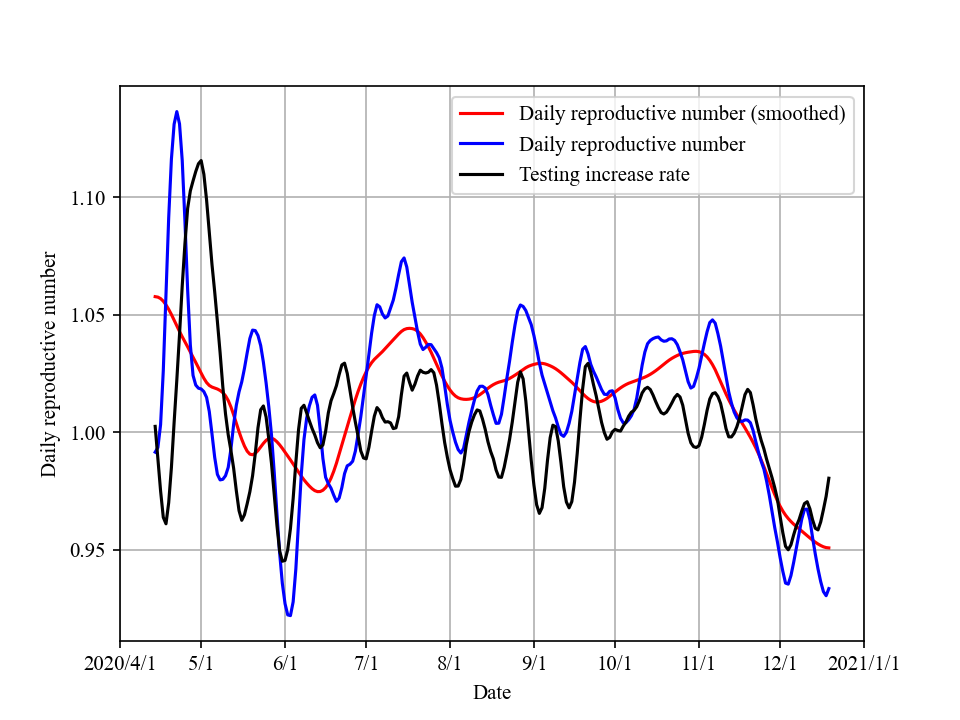 Daily reproductive number (smoothed)
Daily reproductive number
Testing increase rate
Daily reproductive number
1.10
1.05
1.00
0.95
2020/4/1 5/1 6/1 7/1 8/1 9/1 10/1 11/1 12/1 2021/1/1
Date